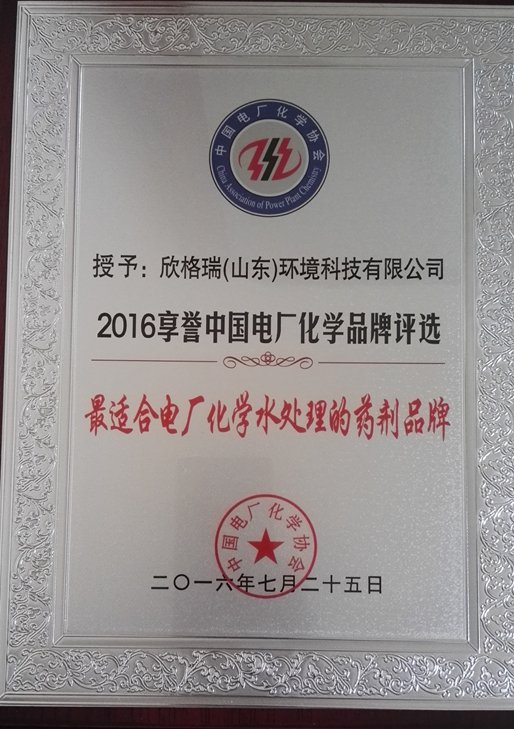 中国电厂化学协会
China Association of Power Plant Chemistry
授予：欣格瑞(山东)环境科技有限公司
2016享誉中国电厂化学品牌评选
最适合电厂化学水处理的药剂品牌
中国电厂化学协会
二〇一六年七月二十五日